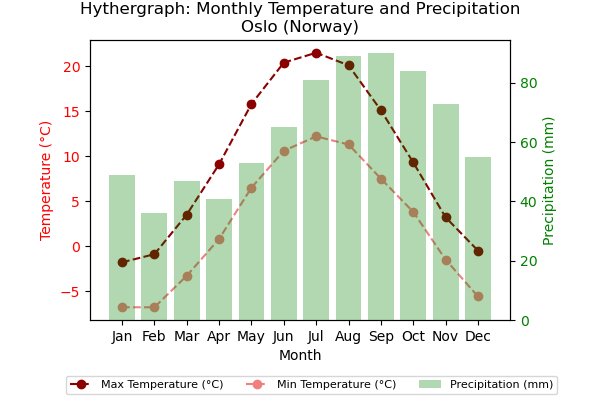 Hythergraph: Monthly Temperature and Precipitation
Oslo (Norway)
Temperature (°C)
20
15
10
5
0
−5
Precipitation (mm)
80
60
40
20
0
Jan Feb Mar Apr May Jun Jul Aug Sep Oct Nov Dec
Month
Max Temperature (°C) Min Temperature (°C) Precipitation (mm)